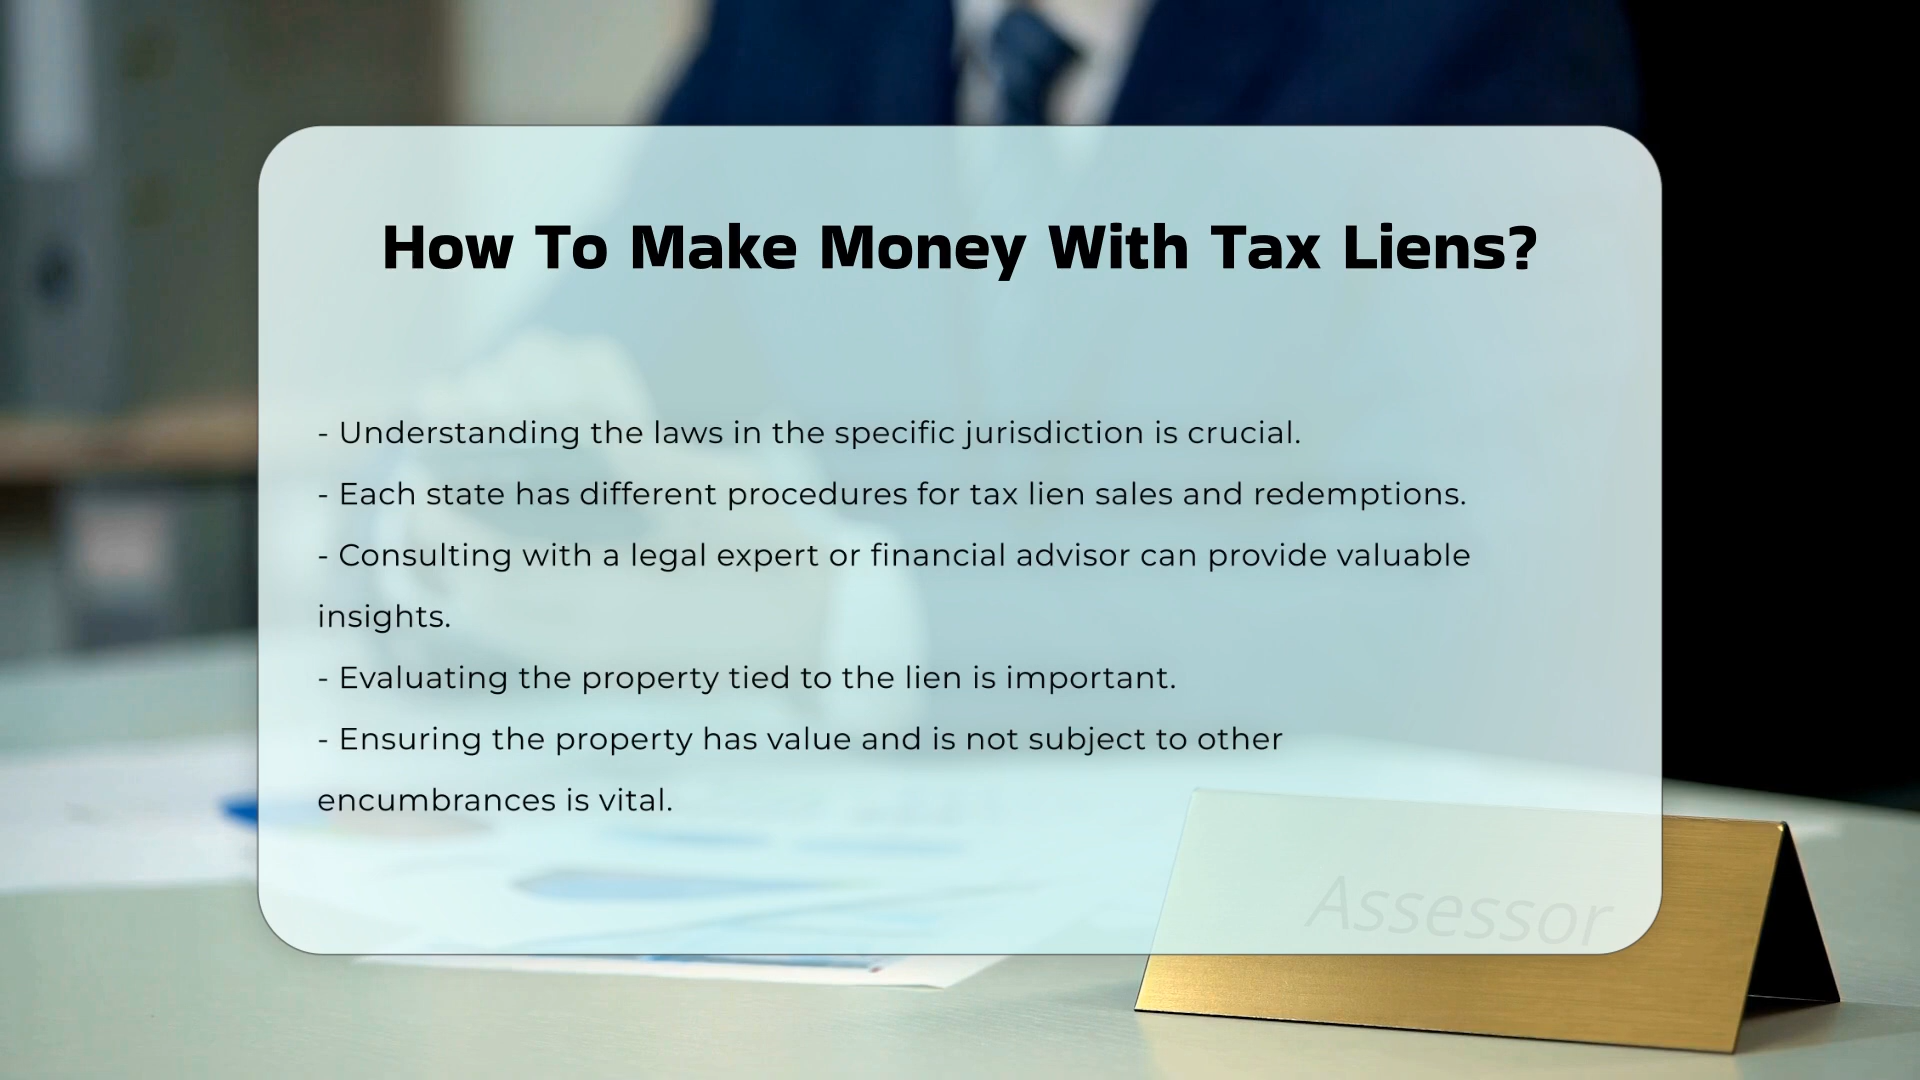 How To Make Money With Tax Liens?
- Understanding the laws in the specific jurisdiction is crucial.
- Each state has different procedures for tax lien sales and redemptions.
- Consulting with a legal expert or financial advisor can provide valuable
insights.
- Evaluating the property tied to the lien is important.
- Ensuring the property has value and is not subject to other
encumbrances is vital.
Assessor